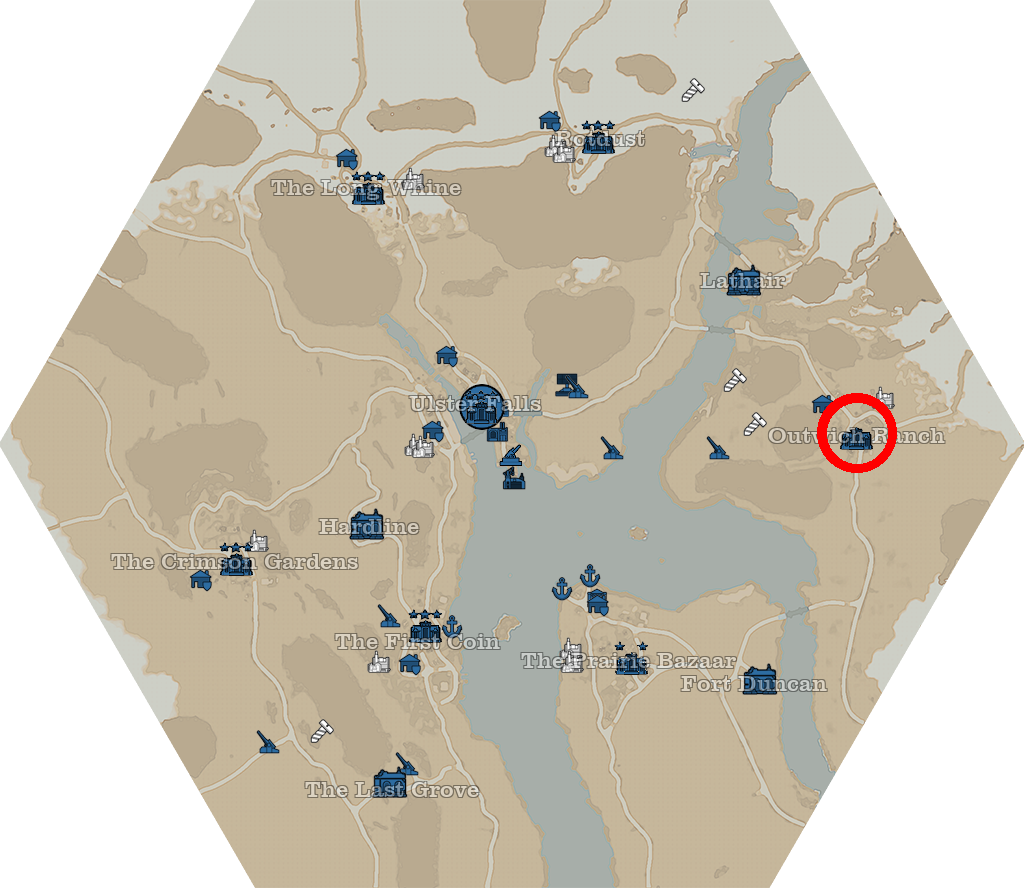 Rotdust
The Long Whine
Lathair
Ulster Falls
Outwich Ranch
Hardline
The Crimson Gardens
The First Coin
The Prairie Bazaar
Fort Duncan
The Last Grove